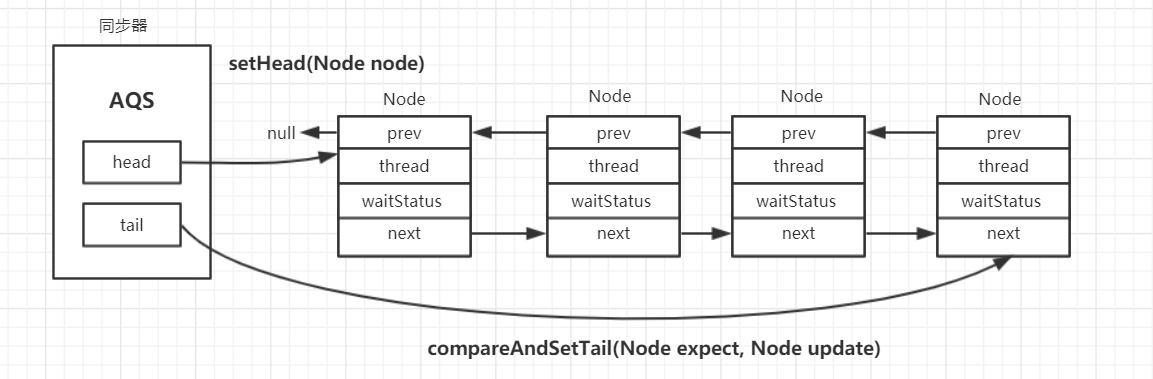 同步器
AQS
head
tail
setHead(Node node)
null
Node
prev
thread
waitStatus
next
Node
prev
thread
waitStatus
next
Node
prev
thread
waitStatus
next
Node
prev
thread
waitStatus
next
compareAndSetTail(Node expect, Node update)